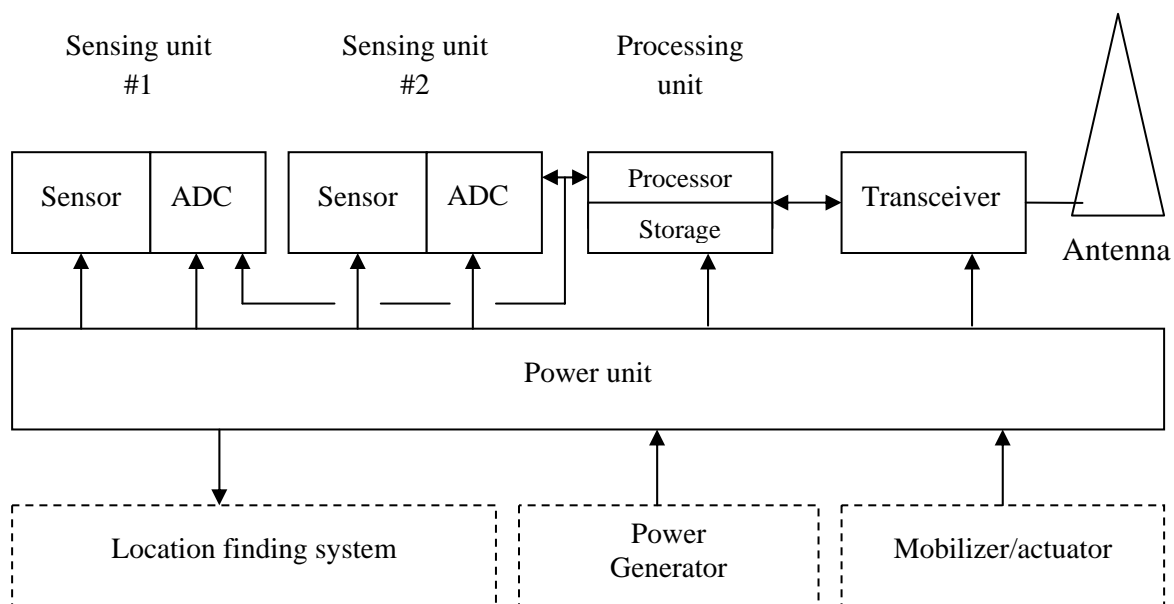 Sensing unit
#1
Sensing unit
#2
Processing
unit
Sensor
ADC
Sensor
ADC
Processor
Storage
Transceiver
Antenna
Power unit
Location finding system
Power
Generator
Mobilizer/actuator